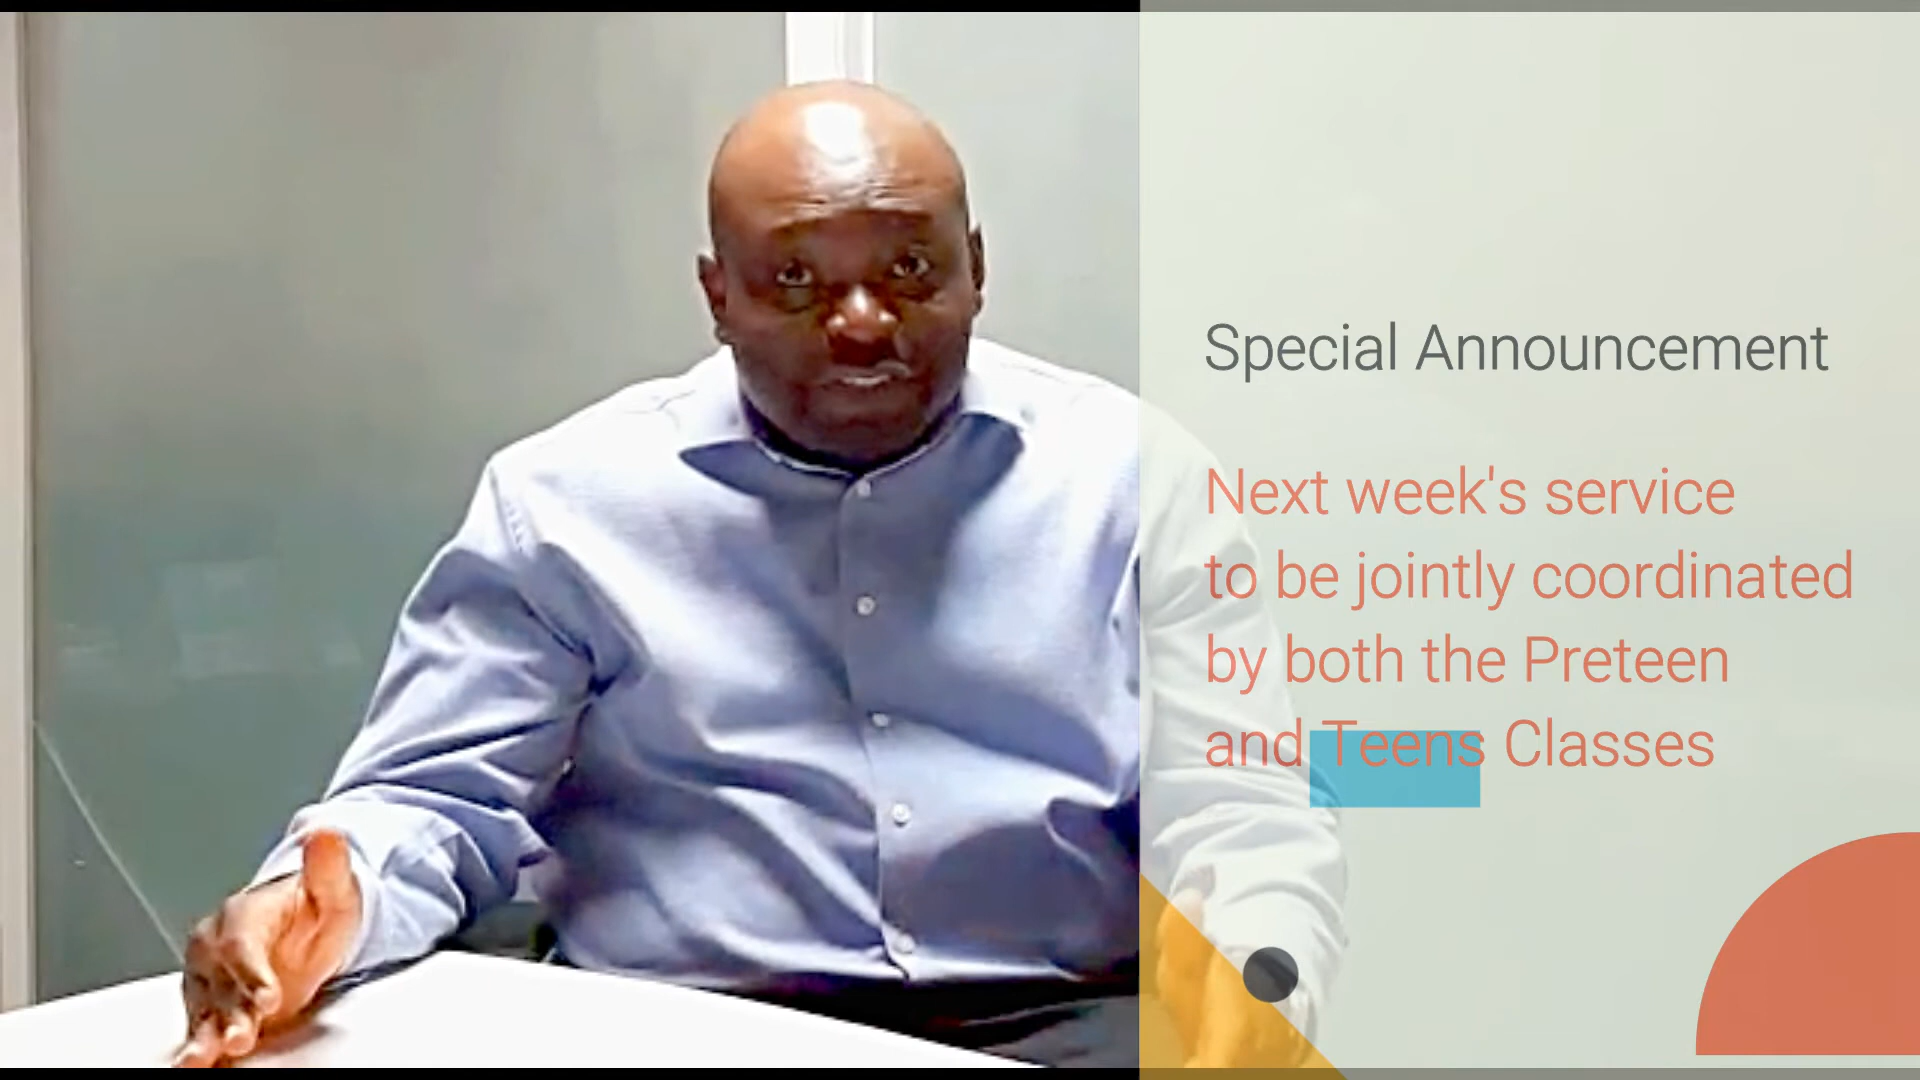 Special Announcement
Next week's service
to be jointly coordinated
by both the Preteen
and Teens Classes